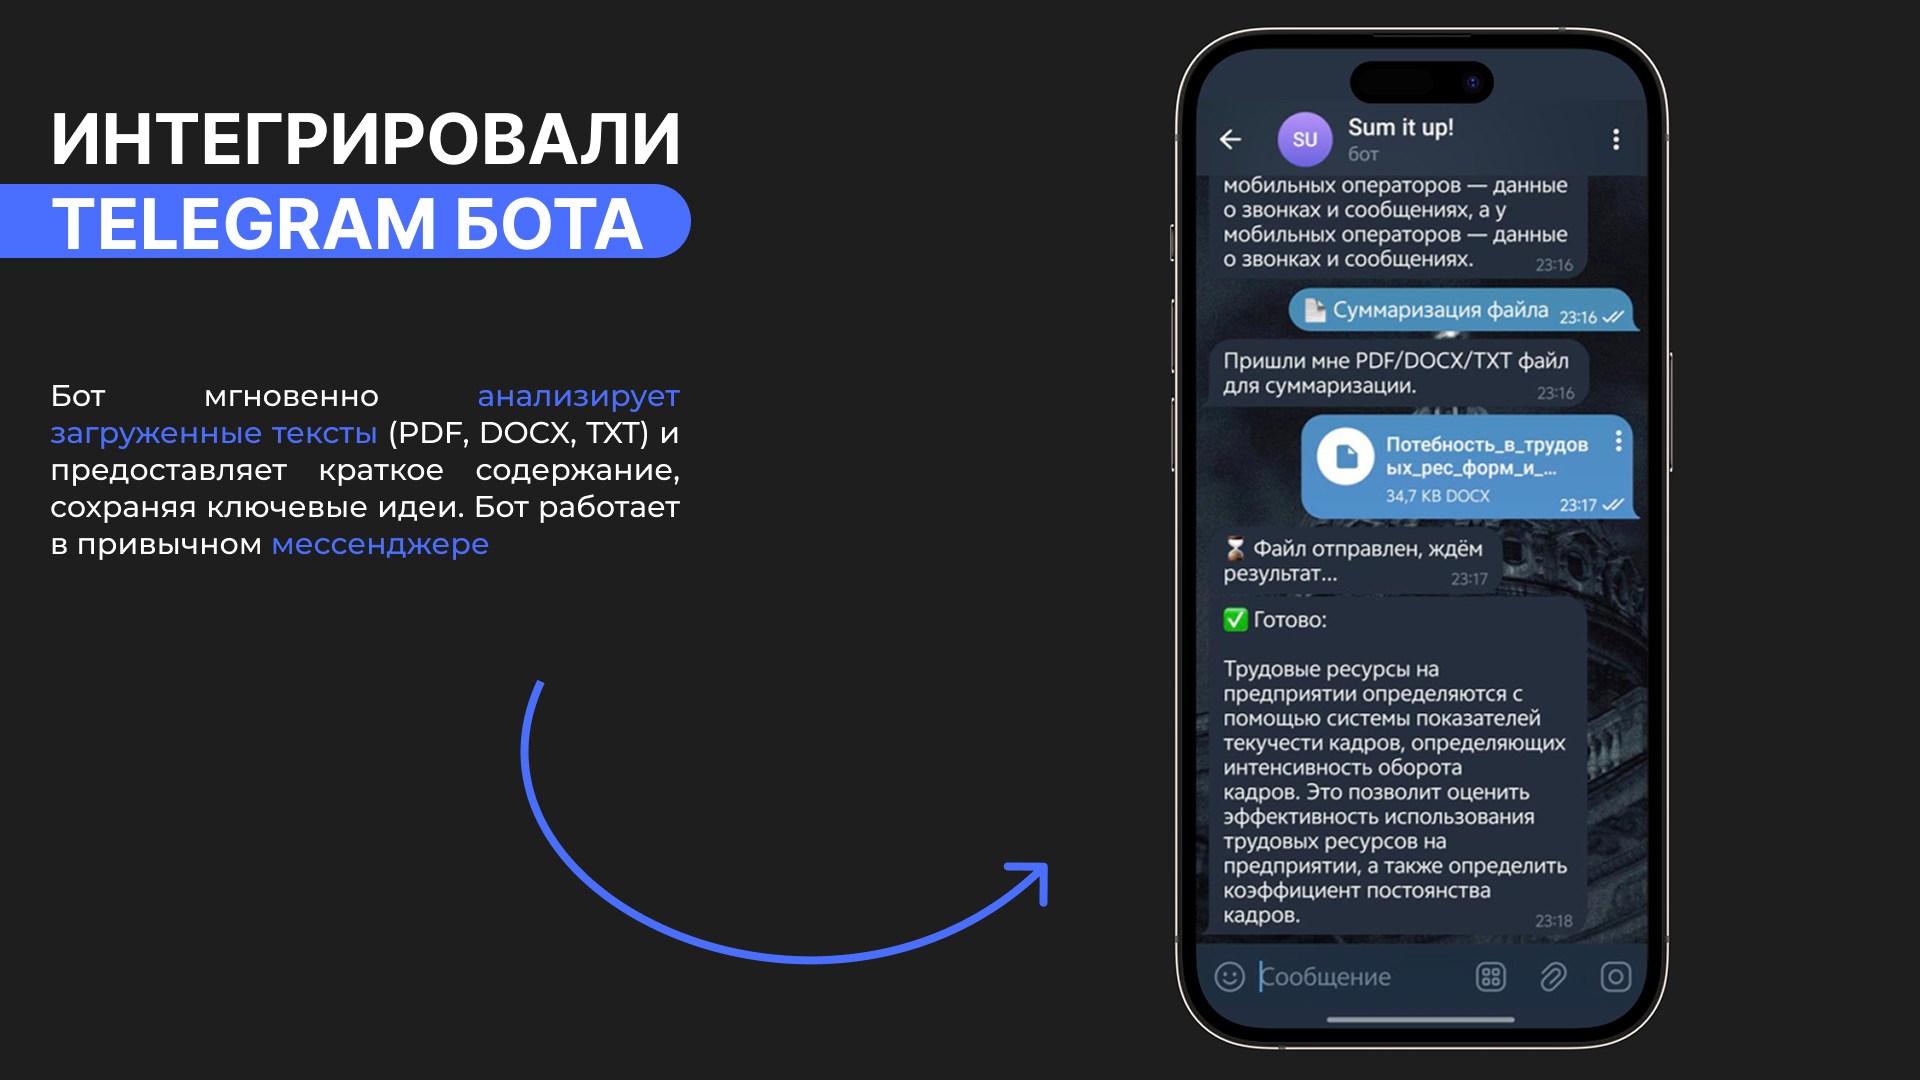 ИНТЕГРИРОВАЛИ
TELEGRAM БОТА
Бот мгновенно анализирует
загруженные тексты (PDF, DOCX, TXT) и
предоставляет краткое содержание,
сохраняя ключевые идеи. Бот работает
в привычном мессенджере
SU
Sum it up!
бот
мобильных операторов — данные
о звонках и сообщениях, а у
мобильных операторов — данные
о звонках и сообщениях.
23:16
Суммаризация файла
23:16
Пришли мне PDF/DOCX/TXT файл
для суммаризации.
23:16
Потебность_в_трудов
ых_рес_форм_и_...
34,7 KB DOCX
23:17
Файл отправлен, ждём
результат...
23:17
Готово:
Трудовые ресурсы на
предприятии определяются с
помощью системы показателей
текучести кадров, определяющих
интенсивность оборота
кадров. Это позволит оценить
эффективность использования
трудовых ресурсов на
предприятии, а также определить
коэффициент постоянства
кадров.
23:18
Сообщение